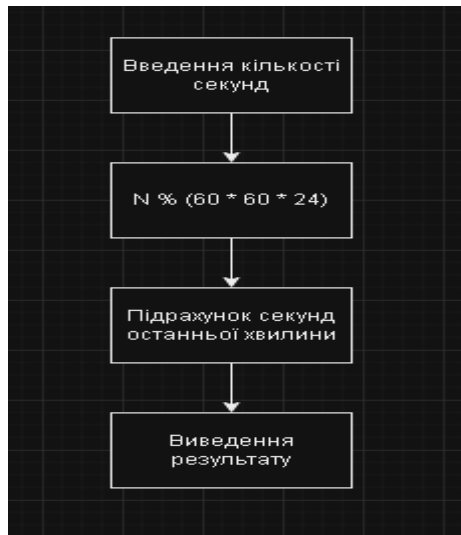 Введення кількості
секунд
N % (60 * 60 * 24)
Підрахунок секунд
останньої хвилини
Виведення
результату